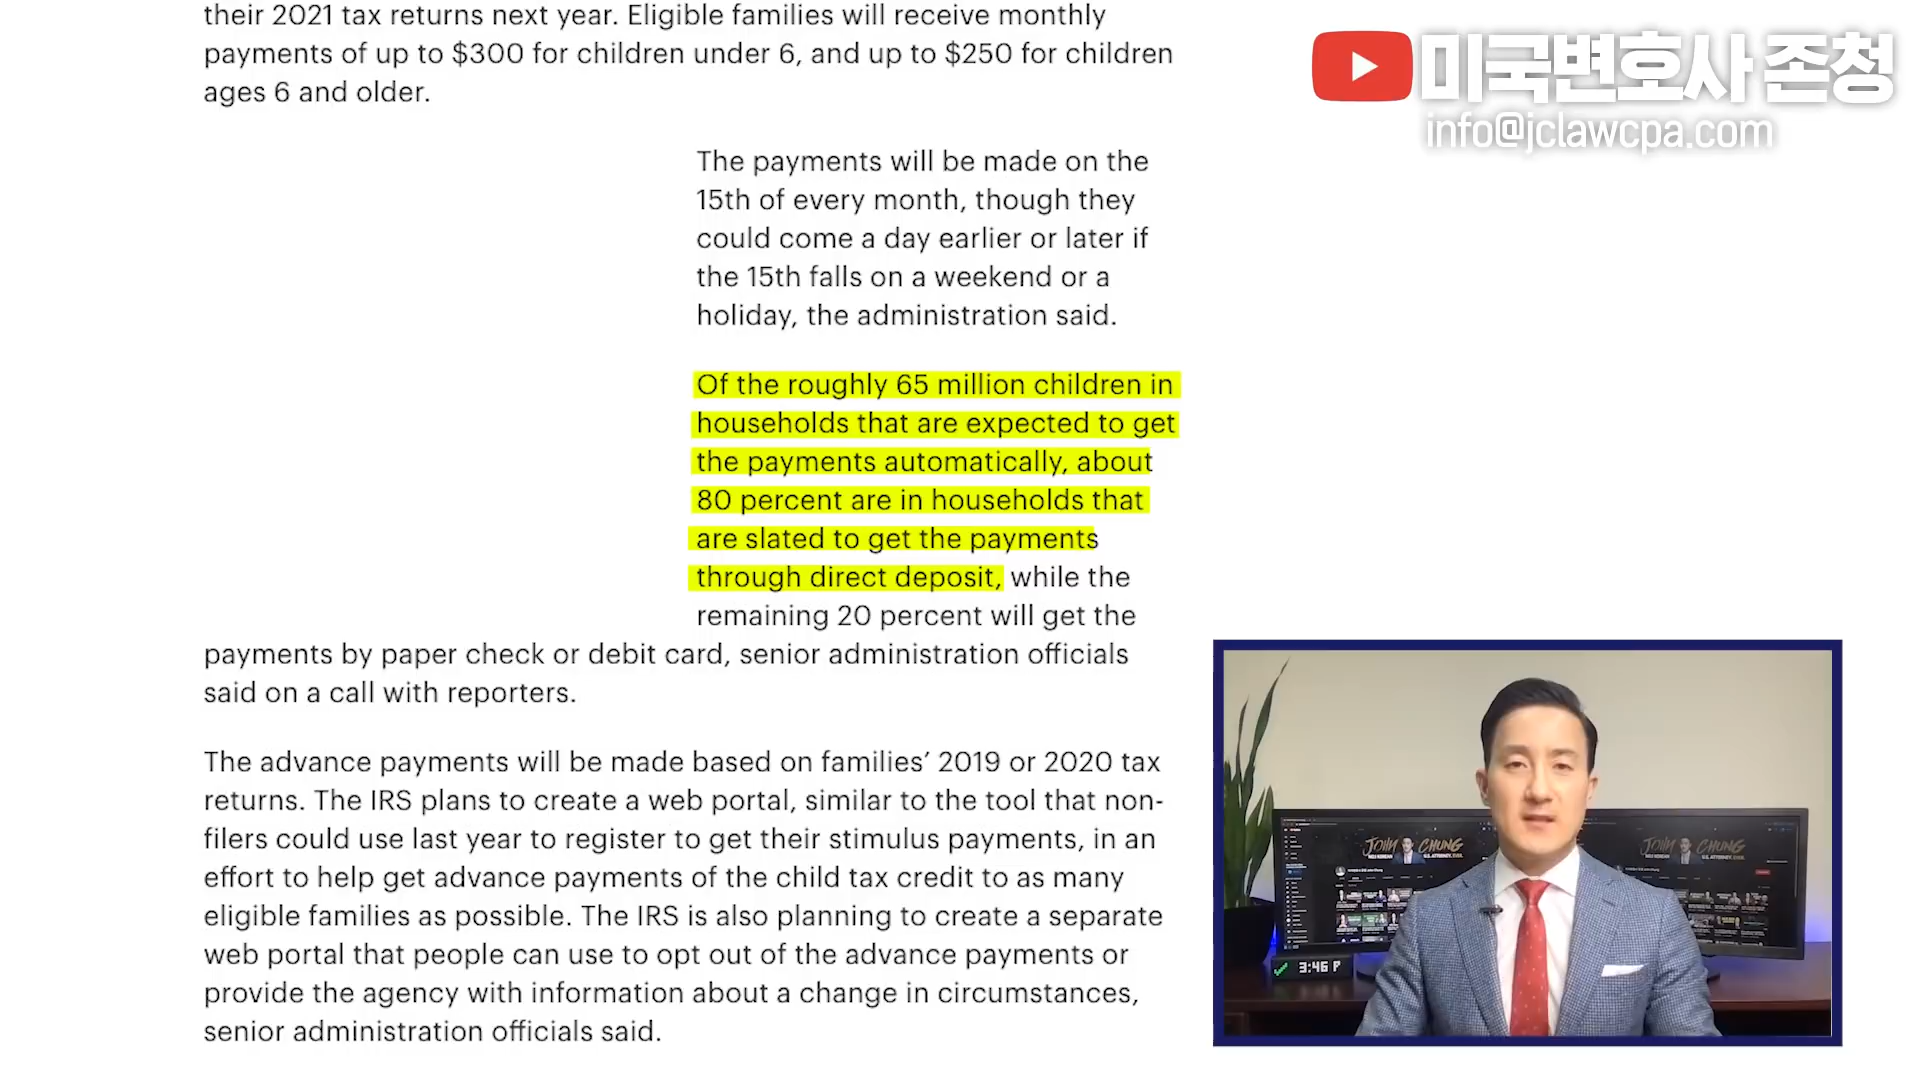 their 2021 tax returns next year. Eligible families will receive monthly
payments of up to $300 for children under 6, and up to $250 for children
ages 6 and older.
미국변호사 존청
info@jclawcpa.com
The payments will be made on the
15th of every month, though they
could come a day earlier or later if
the 15th falls on a weekend or a
holiday, the administration said.
Of the roughly 65 million children in
households that are expected to get
the payments automatically, about
80 percent are in households that
are slated to get the payments
through direct deposit, while the
remaining 20 percent will get the
payments by paper check or debit card, senior administration officials
said on a call with reporters.
The advance payments will be made based on families’ 2019 or 2020 tax
returns. The IRS plans to create a web portal, similar to the tool that non-
filers could use last year to register to get their stimulus payments, in an
effort to help get advance payments of the child tax credit to as many
eligible families as possible. The IRS is also planning to create a separate
web portal that people can use to opt out of the advance payments or
provide the agency with information about a change in circumstances,
senior administration officials said.
JOHN CHUNG
JOHN CHUNG
3:46 P